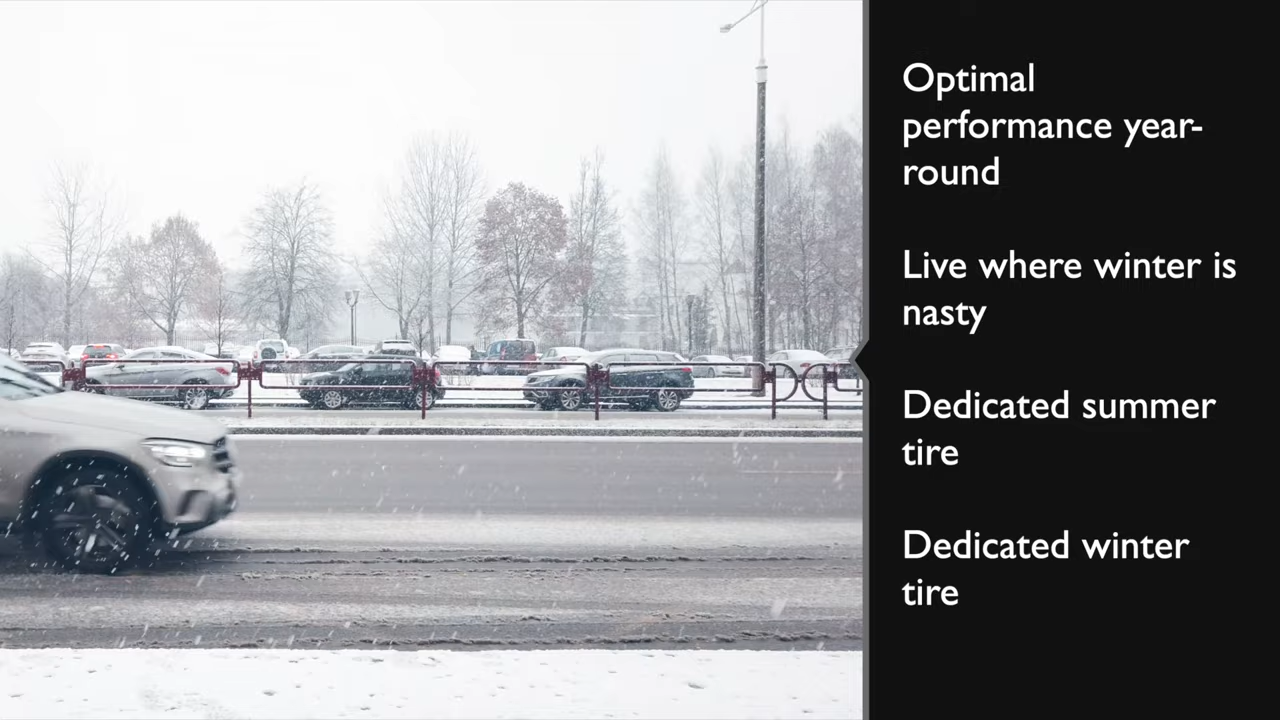 Optimal
performance year-
round
Live where winter is
nasty
Dedicated summer
tire
Dedicated winter
tire